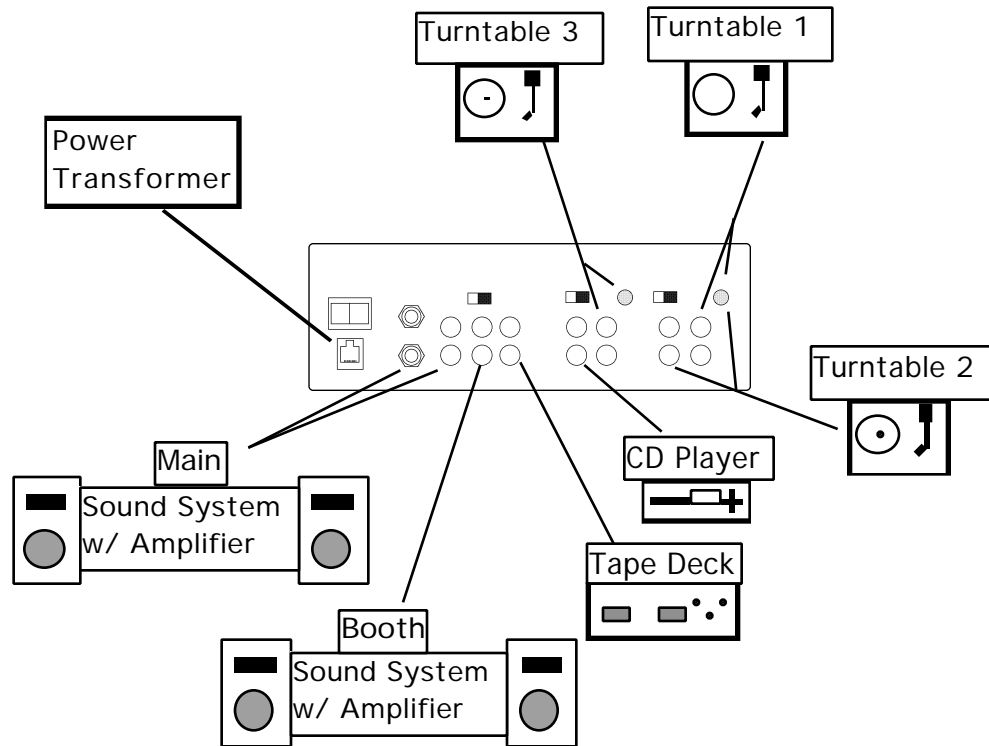 Turntable 3
Turntable 1
Power
Transformer
Turntable 2
Main
CD Player
Sound System
w/ Amplifier
Tape Deck
Booth
Sound System
w/ Amplifier